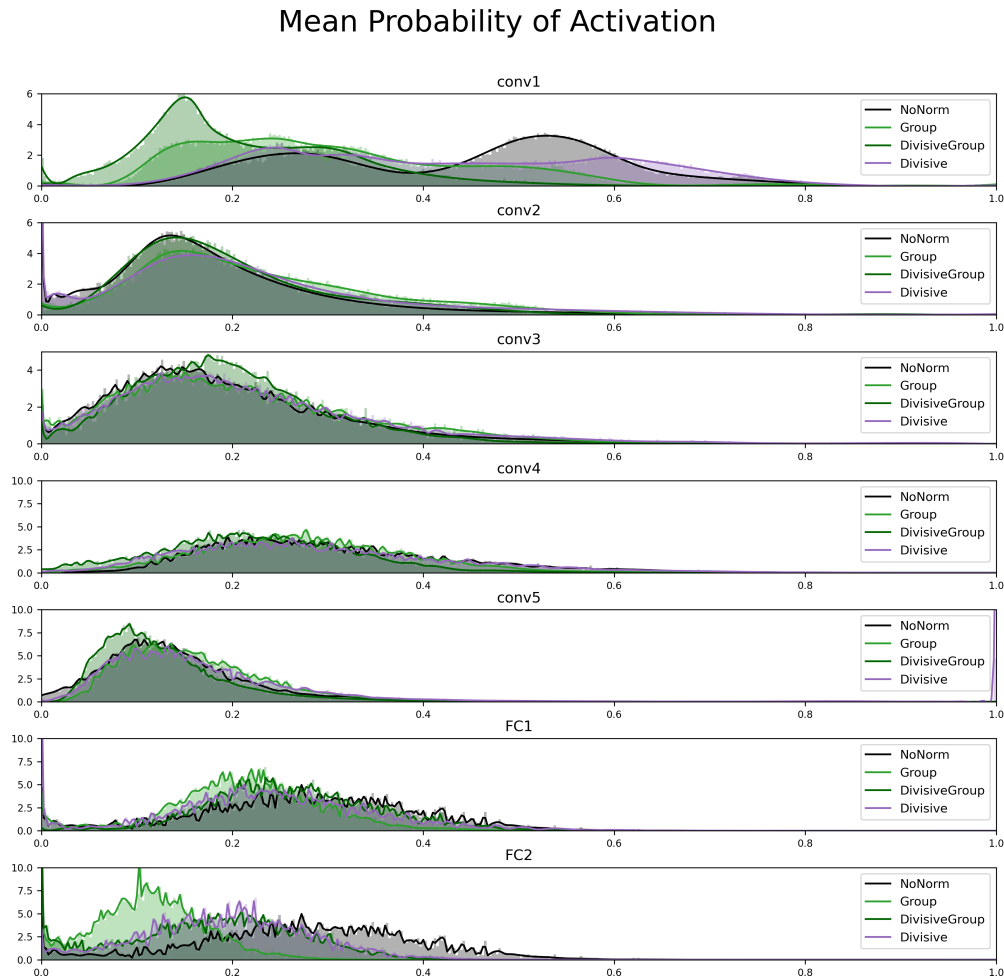 Mean Probability of Activation
conv1
6
4
2
0
NoNorm
Group
DivisiveGroup
Divisive
0.0 0.2 0.4 0.6 0.8 1.0
conv2
6
4
2
0
NoNorm
Group
DivisiveGroup
Divisive
0.0 0.2 0.4 0.6 0.8 1.0
conv3
4
2
0
NoNorm
Group
DivisiveGroup
Divisive
0.0 0.2 0.4 0.6 0.8 1.0
conv4
10.0
7.5
5.0
2.5
0.0
NoNorm
Group
DivisiveGroup
Divisive
0.0 0.2 0.4 0.6 0.8 1.0
conv5
10.0
7.5
5.0
2.5
0.0
NoNorm
Group
DivisiveGroup
Divisive
0.0 0.2 0.4 0.6 0.8 1.0
FC1
10.0
7.5
5.0
2.5
0.0
NoNorm
Group
DivisiveGroup
Divisive
0.0 0.2 0.4 0.6 0.8 1.0
FC2
10.0
7.5
5.0
2.5
0.0
NoNorm
Group
DivisiveGroup
Divisive
0.0 0.2 0.4 0.6 0.8 1.0